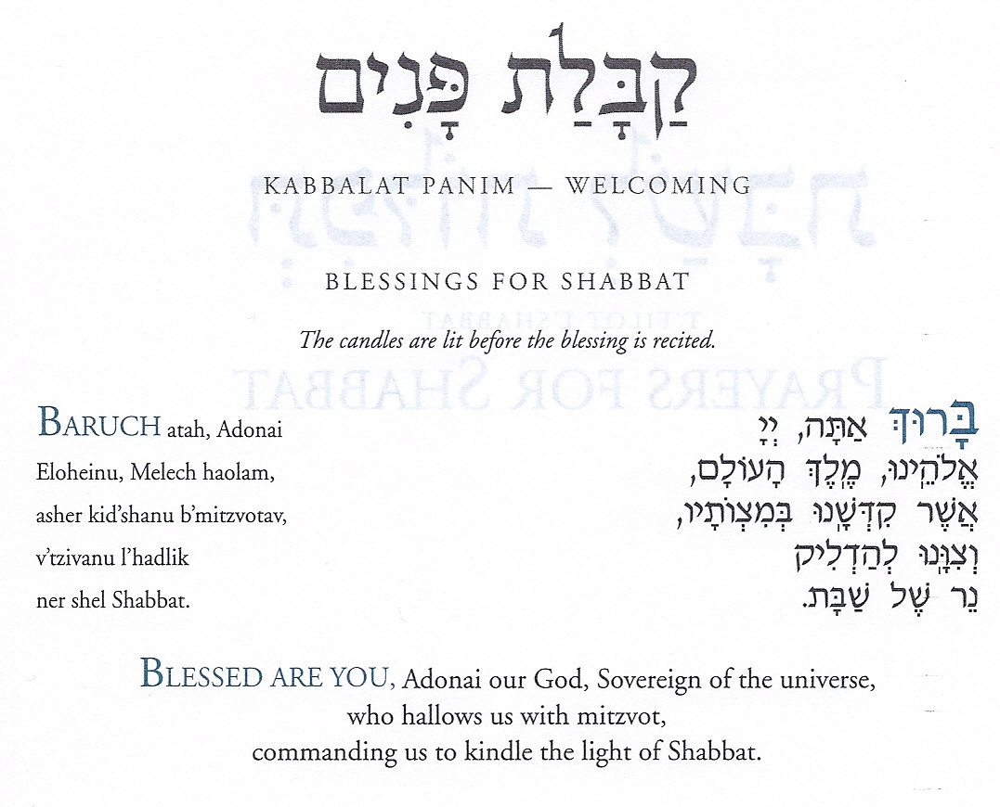 קַבָּלַת פָּנִים
KABBALAT PANIM — WELCOMING
BLESSINGS FOR SHABBAT
The candles are lit before the blessing is recited.
BARUCH atah, Adonai
Eloheinu, Melech haolam,
asher kid’shanu b’mitzvotav,
v’tzivanu l’hadlik
ner shel Shabbat.
בָּרוּךְ אַתָּה, יְיָ
אֱלֹהֵֽינוּ, מֶֽלֶךְ הָעוֹלָם,
אֲשֶׁר קִדְּשָֽׁנוּ בְּמִצְוֹתָיו,
וְצִוָּֽנוּ לְהַדְלִיק
נֵר שֶׁל שַׁבָּת.
BLESSED ARE YOU, Adonai our God, Sovereign of the universe,
who hallows us with mitzvot,
commanding us to kindle the light of Shabbat.